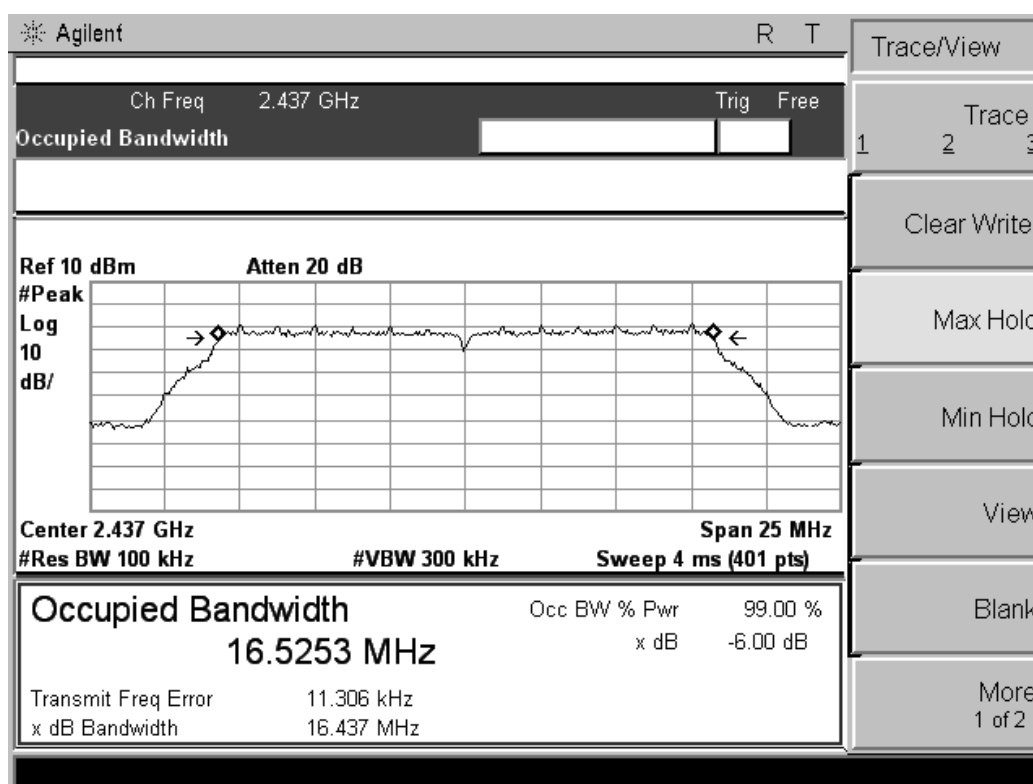 Agilent R T
Ch Freq 2.437 GHz Trig Free
Occupied Bandwidth
Ref 10 dBm Atten 20 dB
#Peak
Log
10
dB/
Center 2.437 GHz Span 25 MHz
#Res BW 100 kHz #VBW 300 kHz Sweep 4 ms (401 pts)
Occupied Bandwidth
16.5253 MHz
Occ BW % Pwr 99.00 %
x dB -6.00 dB
Transmit Freq Error 11.306 kHz
x dB Bandwidth 16.437 MHz
Trace/View
Trace
1 2 3
Clear Write
Max Hold
Min Hold
View
Blank
More
1 of 2